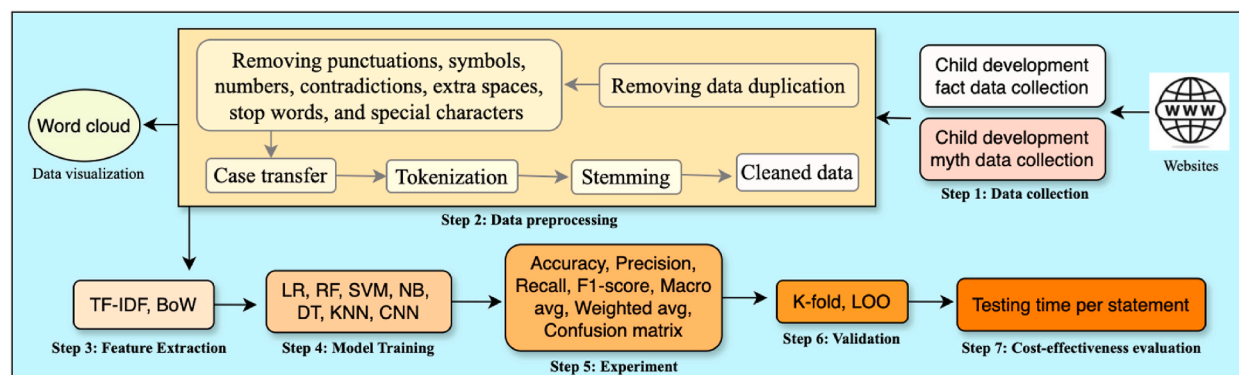 Removing punctuations, symbols,
numbers, contradictions, extra spaces,
stop words, and special characters
Removing data duplication
Child development
fact data collection
WWW
Child development
myth data collection
Websites
Step 1: Data collection
Word cloud
Data visualization
Case transfer
Tokenization
Stemming
Cleaned data
Step 2: Data preprocessing
TF-IDF, BoW
Step 3: Feature Extraction
LR, RF, SVM, NB,
DT, KNN, CNN
Step 4: Model Training
Accuracy, Precision,
Recall, F1-score, Macro
avg, Weighted avg,
Confusion matrix
Step 5: Experiment
K-fold, LOO
Step 6: Validation
Testing time per statement
Step 7: Cost-effectiveness evaluation